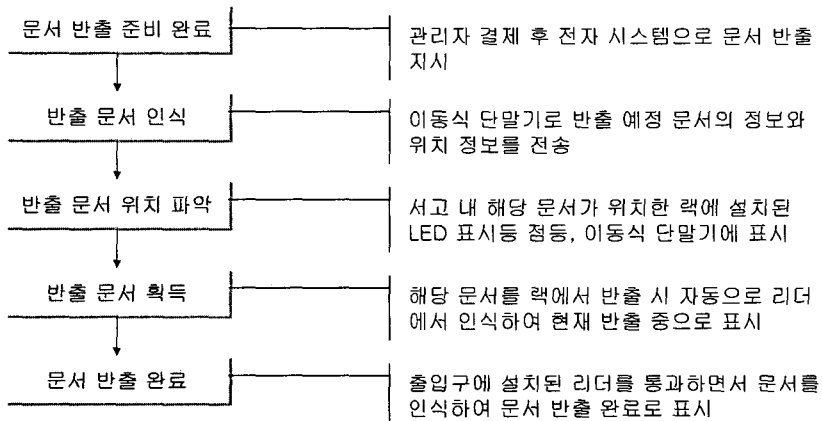 문서 반출 준비 완료
관리자 결제 후 전자 시스템으로 문서 반출
지시
반출 문서 인식
이동식 단말기로 반출 예정 문서의 정보와
위치 정보를 전송
반출 문서 위치 파악
서고 내 해당 문서가 위치한 랙에 설치된
LED 표시등 점등, 이동식 단말기에 표시
반출 문서 획득
해당 문서를 랙에서 반출 시 자동으로 리더
에서 인식하여 현재 반출 중으로 표시
문서 반출 완료
출입구에 설치된 리더를 통과하면서 문서를
인식하여 문서 반출 완료로 표시